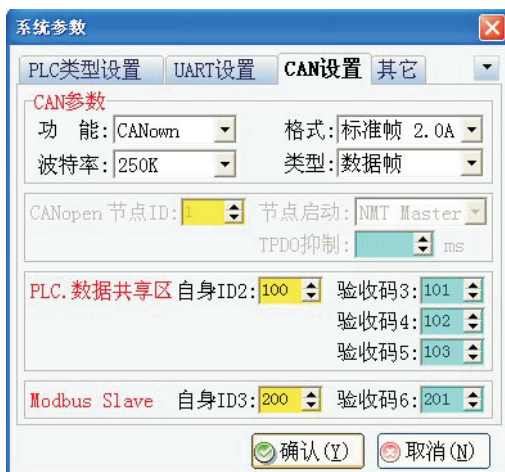 系统参数
PLC类型设置 UART设置 CAN设置 其它
CAN参数
功 能: CANown 格式: 标准帧 2.0A
波特率: 250K 类型: 数据帧
CANopen 节点ID: 1 节点启动: NMT Master
TPDO抑制: ms
PLC.数据共享区 自身ID2: 100 验收码3: 101
验收码4: 102
验收码5: 103
Modbus Slave 自身ID3: 200 验收码6: 201
确认(Y) 取消(N)